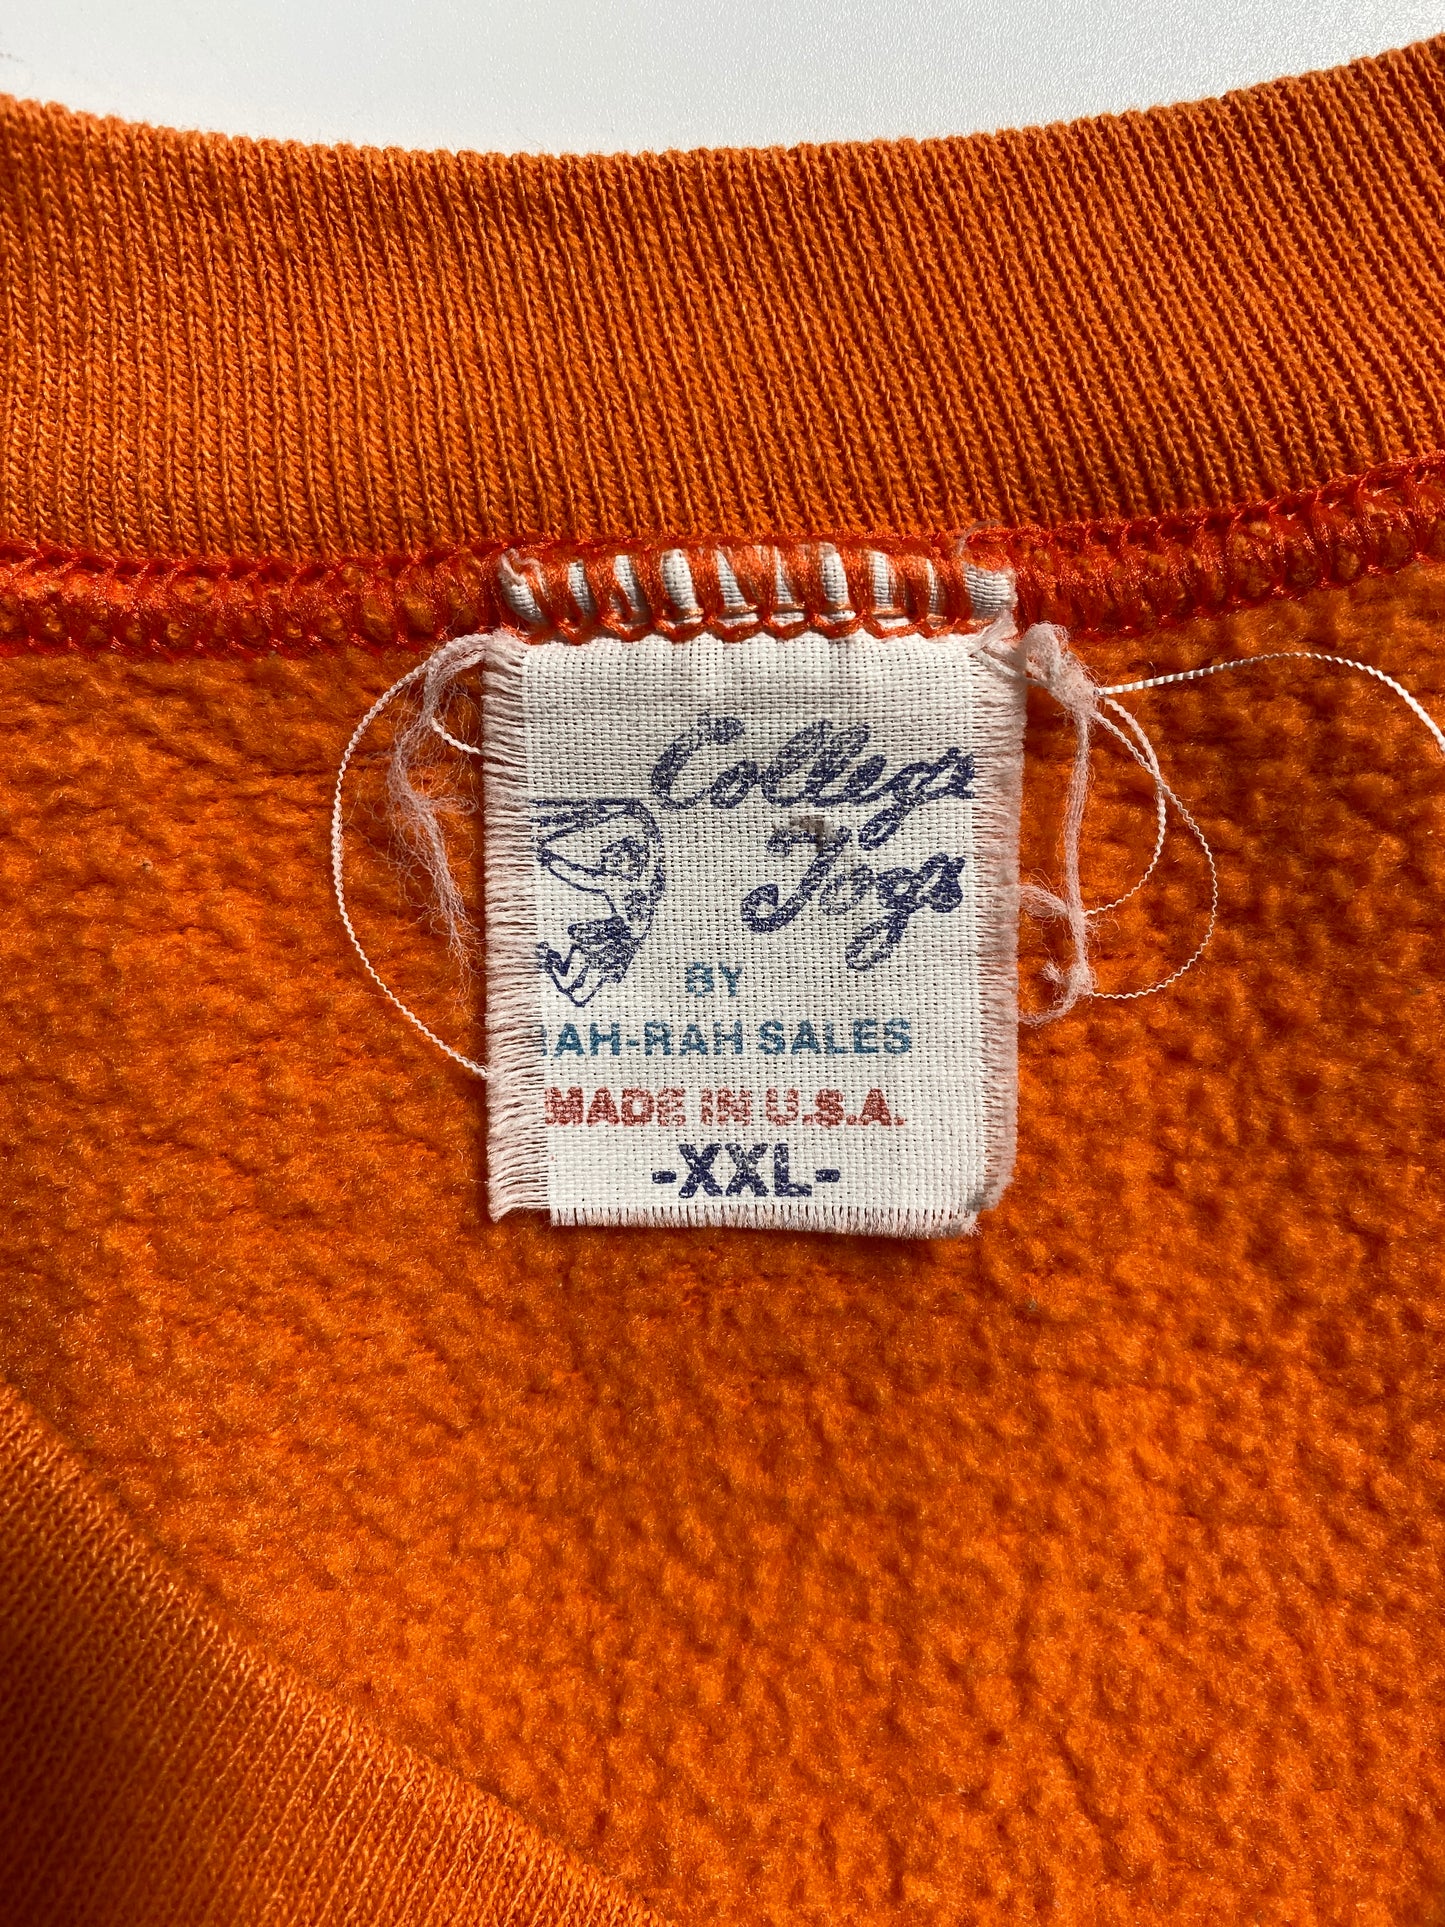 College
Togs
BY
RAH-RAH SALES
MADE IN U.S.A.
-XXL-